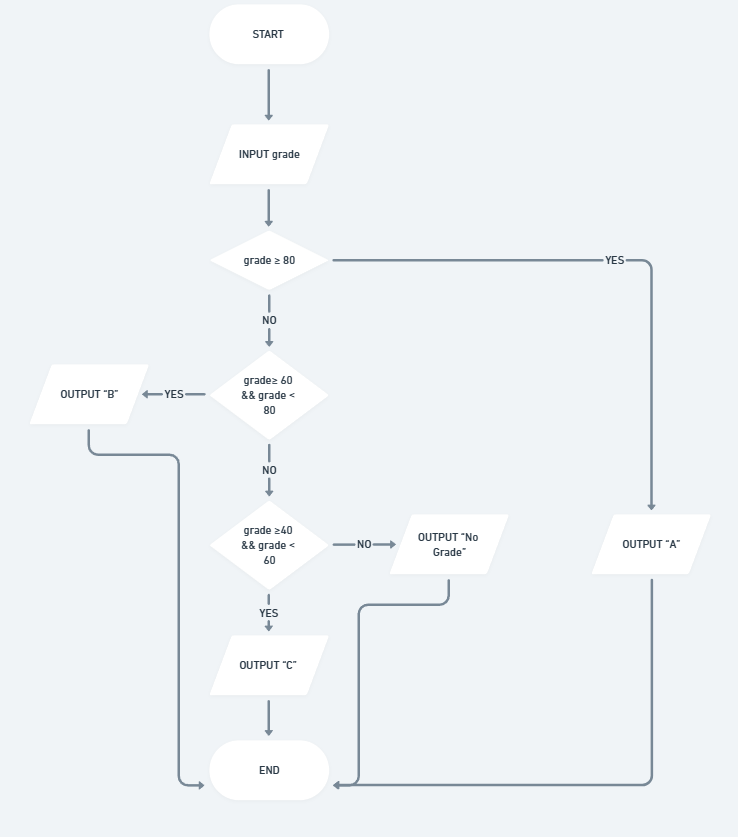 START
INPUT grade
grade ≥ 80
YES
NO
grade≥ 60
&& grade <
80
YES
OUTPUT “B”
NO
grade ≥40
&& grade <
60
NO
OUTPUT “No
Grade”
OUTPUT “A”
YES
OUTPUT “C”
END